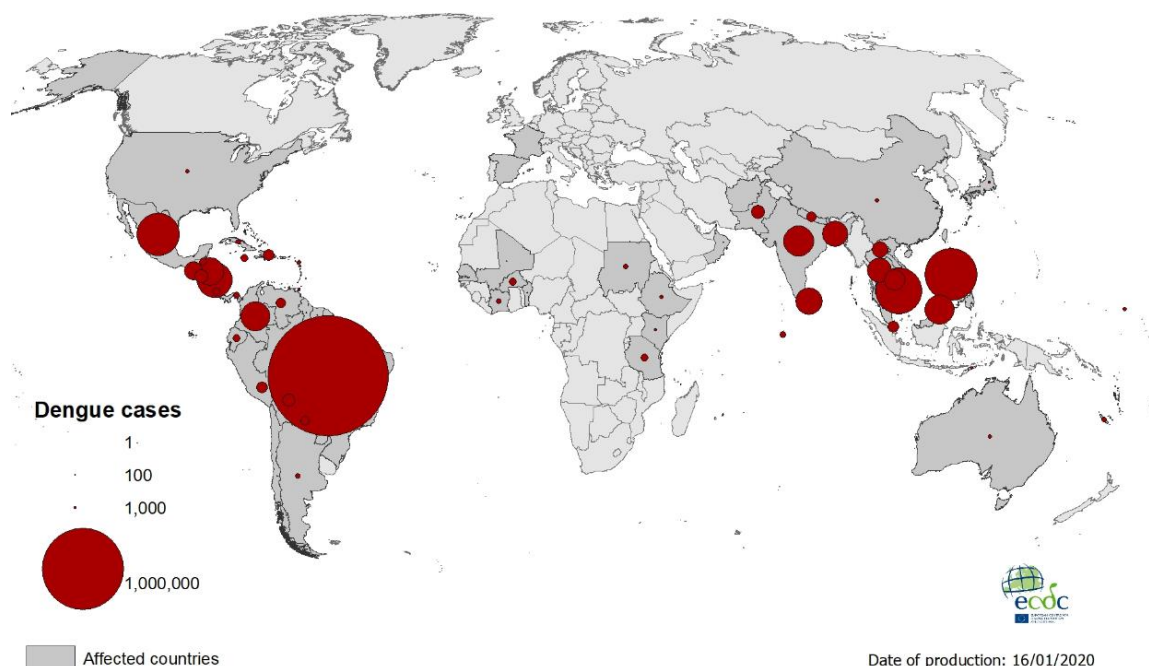 Dengue cases
1
100
1,000
1,000,000
Affected countries
ecdc
Date of production: 16/01/2020